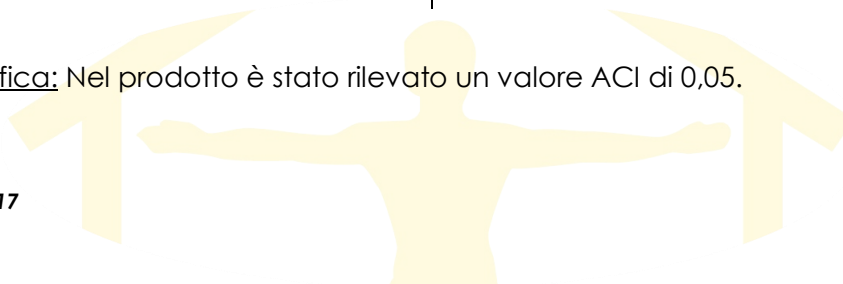 fica: Nel prodotto è stato rilevato un valore ACI di 0,05.
17